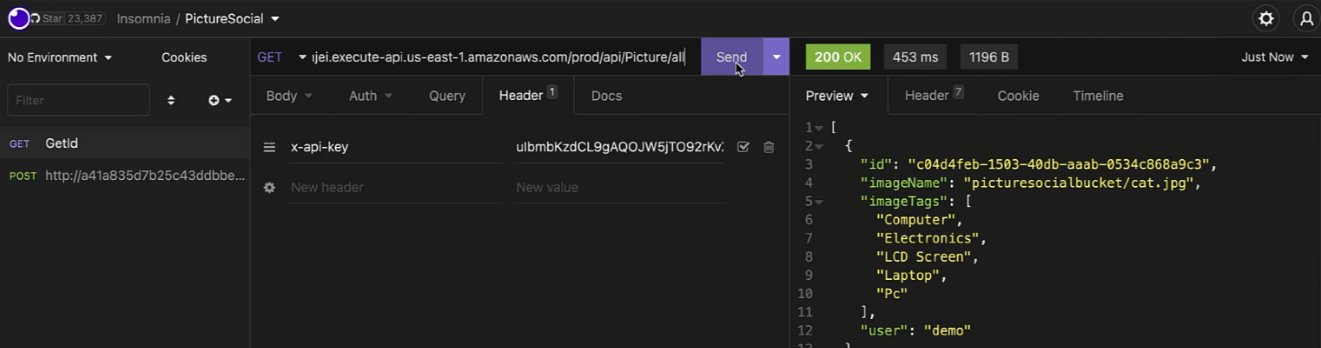 Star 23,387 Insomnia / PictureSocial
No Environment Cookies GET ıjei.execute-api.us-east-1.amazonaws.com/prod/api/Picture/all Send 200 OK 453 ms 1196 B Just Now
Filter Body Auth Query Header 1 Docs Preview Header 7 Cookie Timeline
GET GetId
POST http://a41a835d7b25c43ddbbe...
x-api-key ulbmbKzdCL9gAQOJW5jTO92rKv
New header New value
1 [
2 {
3 "id": "c04d4feb-1503-40db-aaab-0534c868a9c3",
4 "imageName": "picturesocialbucket/cat.jpg",
5 "imageTags": [
6 "Computer",
7 "Electronics",
8 "LCD Screen",
9 "Laptop",
10 "Pc"
11 ],
12 "user": "demo"